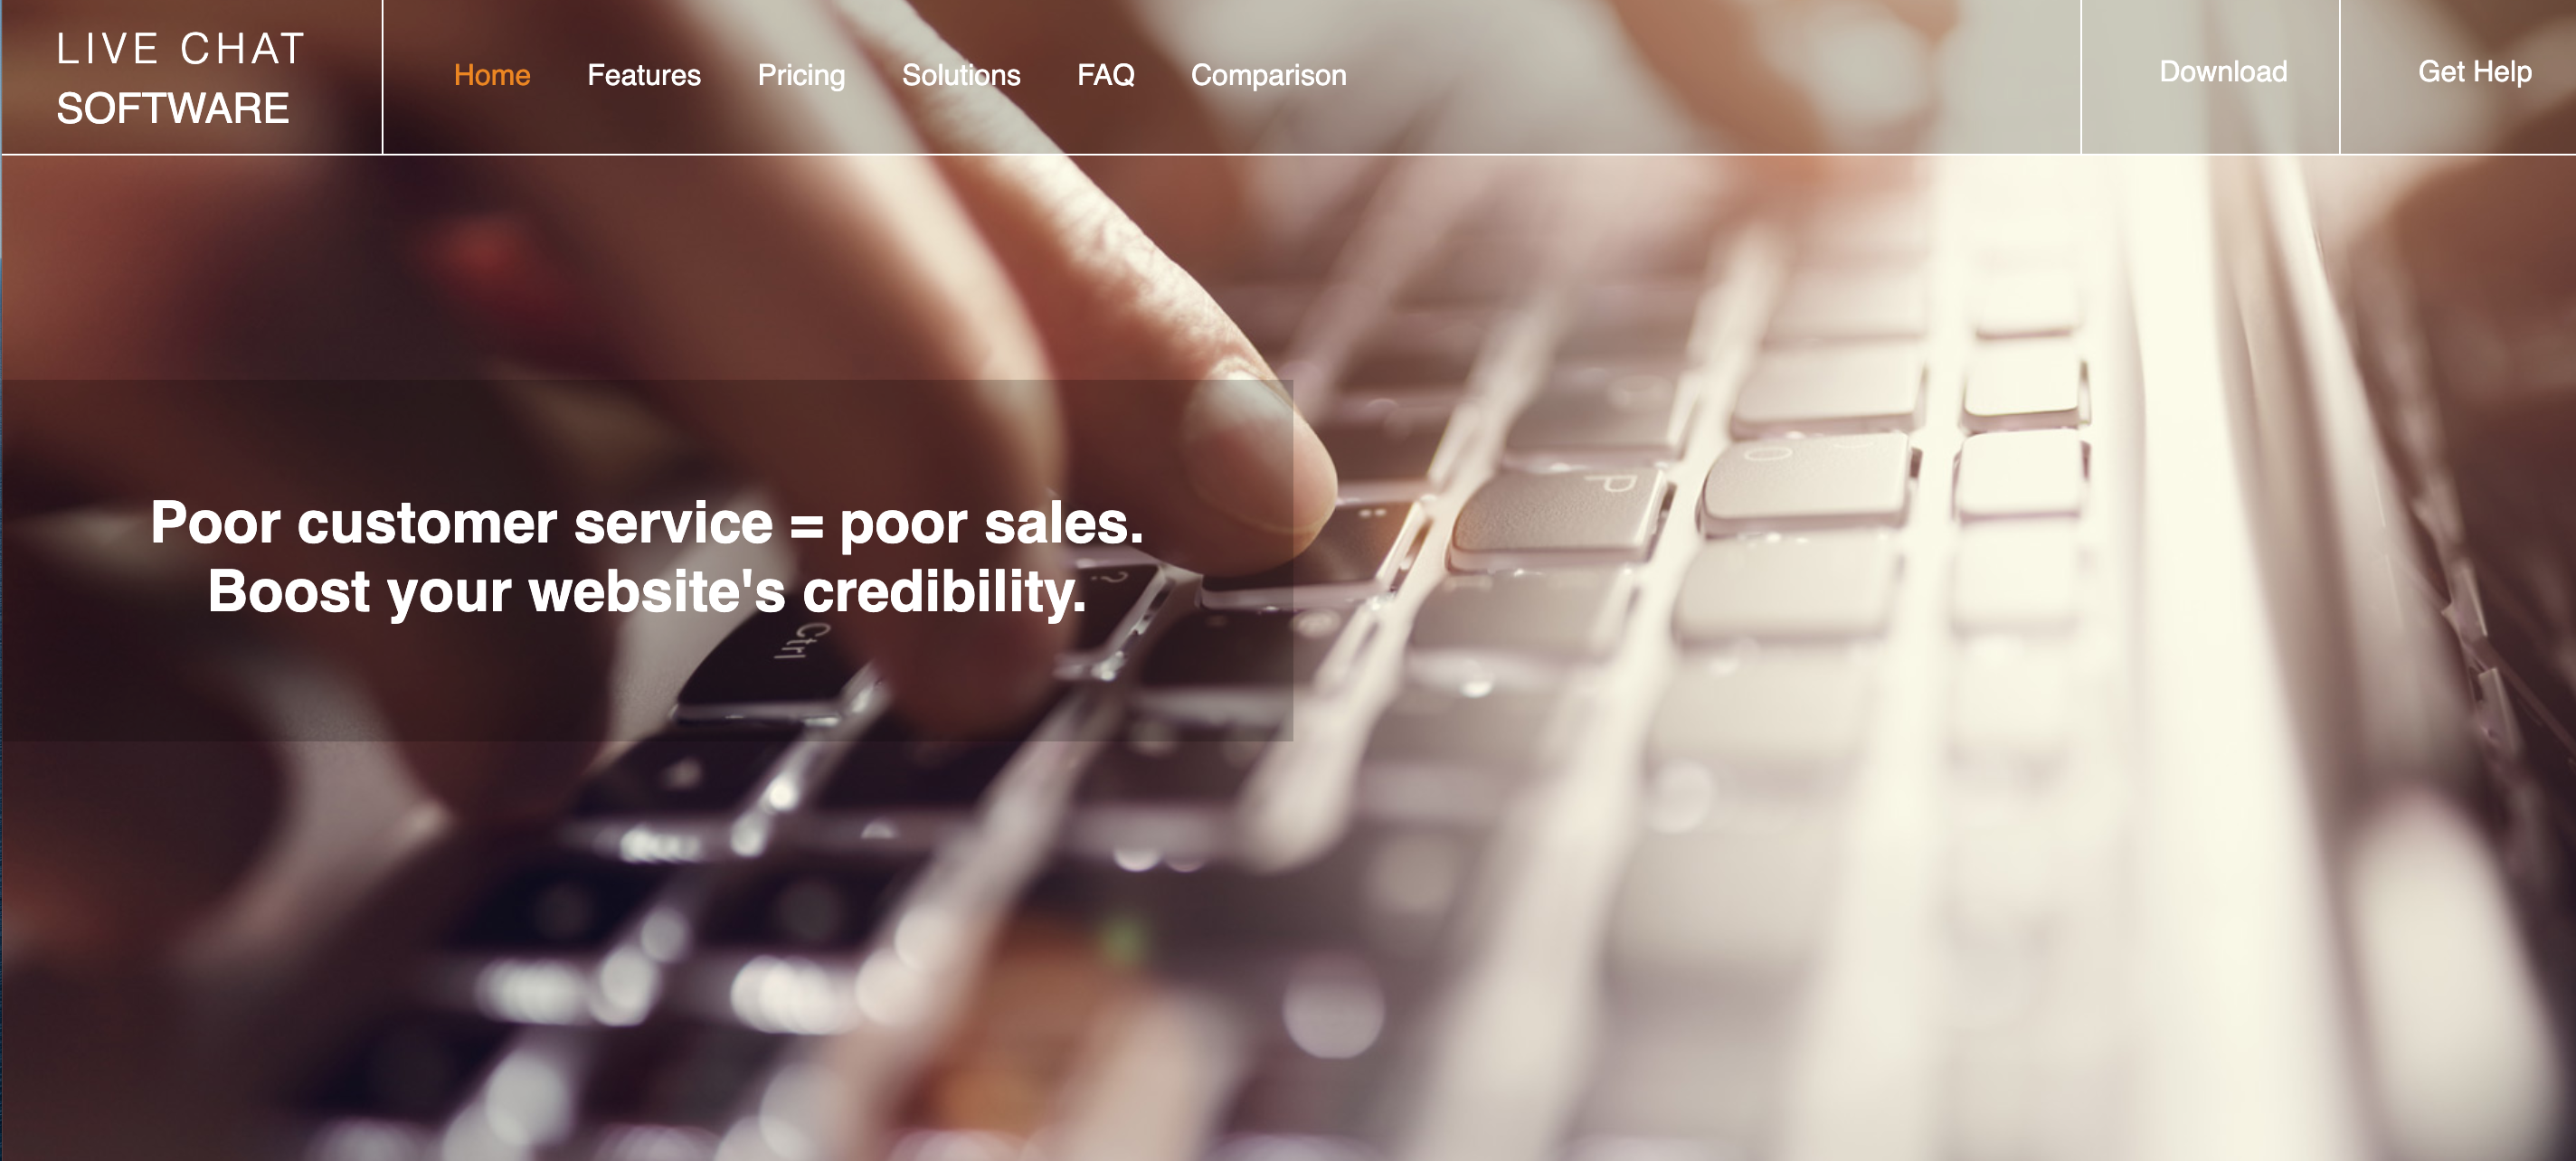 LIVE CHAT
SOFTWARE
Home Features Pricing Solutions FAQ Comparison Download Get Help
Poor customer service = poor sales.
Boost your website's credibility.
P
O
?
Ctrl